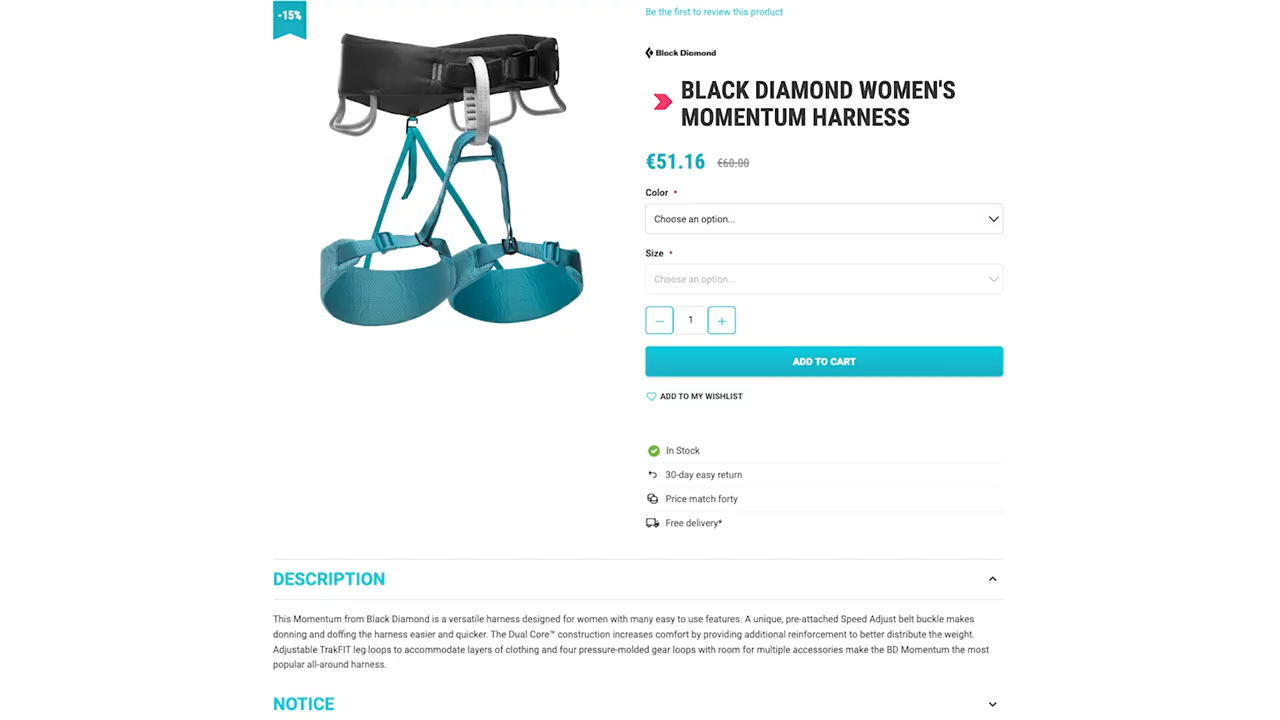 -15%
Be the first to review this product
Black Diamond
BLACK DIAMOND WOMEN'S
MOMENTUM HARNESS
€51.16 €60.00
Color *
Choose an option...
Size *
Choose an option...
1
ADD TO CART
ADD TO MY WISHLIST
In Stock
30-day easy return
Price match forty
Free delivery*
DESCRIPTION
This Momentum from Black Diamond is a versatile harness designed for women with many easy to use features. A unique, pre-attached Speed Adjust belt buckle makes
donning and doffing the harness easier and quicker. The Dual Core™ construction increases comfort by providing additional reinforcement to better distribute the weight.
Adjustable TrakFIT leg loops to accommodate layers of clothing and four pressure-molded gear loops with room for multiple accessories make the BD Momentum the most
popular all-around harness.
NOTICE